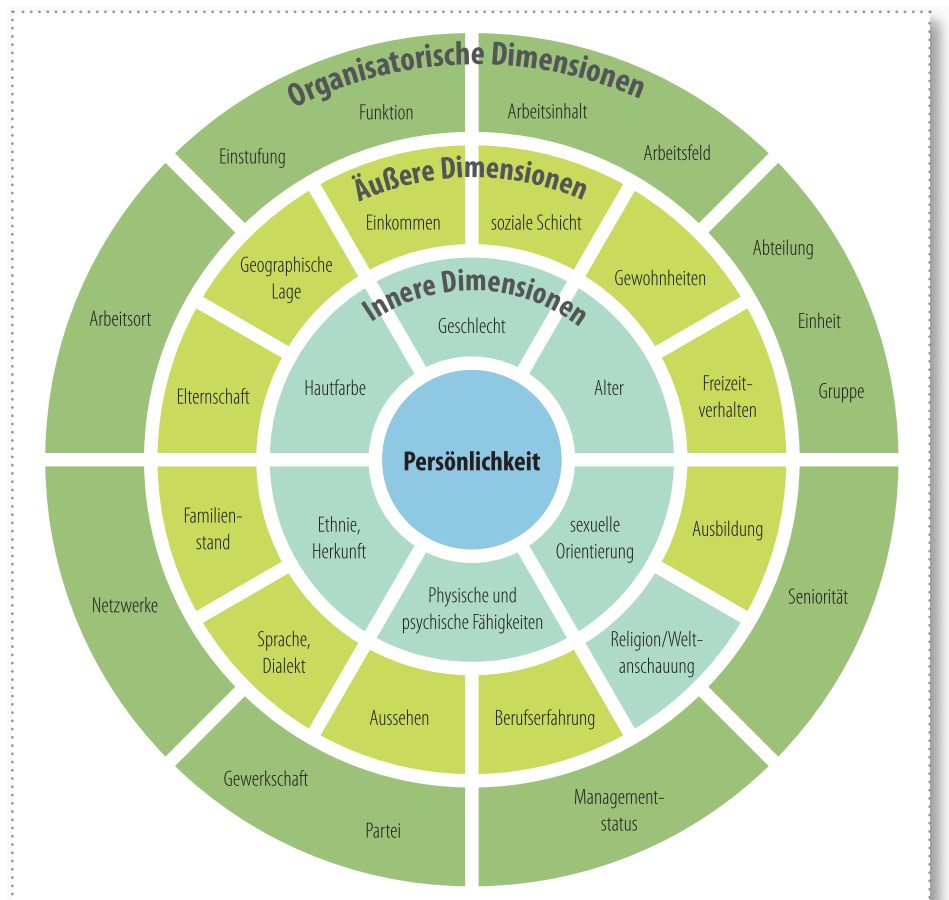 Organisatorische Dimensionen
Funktion
Arbeitsinhalt
Einstufung
Arbeitsfeld
Äußere Dimensionen
Einkommen
soziale Schicht
Abteilung
Geographische
Lage
Gewohnheiten
Innere Dimensionen
Geschlecht
Arbeitsort
Einheit
Elternschaft
Hautfarbe
Alter
Freizeit-
verhalten
Gruppe
Persönlichkeit
Familien-
stand
Ethnie,
Herkunft
sexuelle
Orientierung
Ausbildung
Netzwerke
Physische und
psychische Fähigkeiten
Seniorität
Sprache,
Dialekt
Religion/Welt-
anschauung
Aussehen
Berufserfahrung
Gewerkschaft
Partei
Management-
status